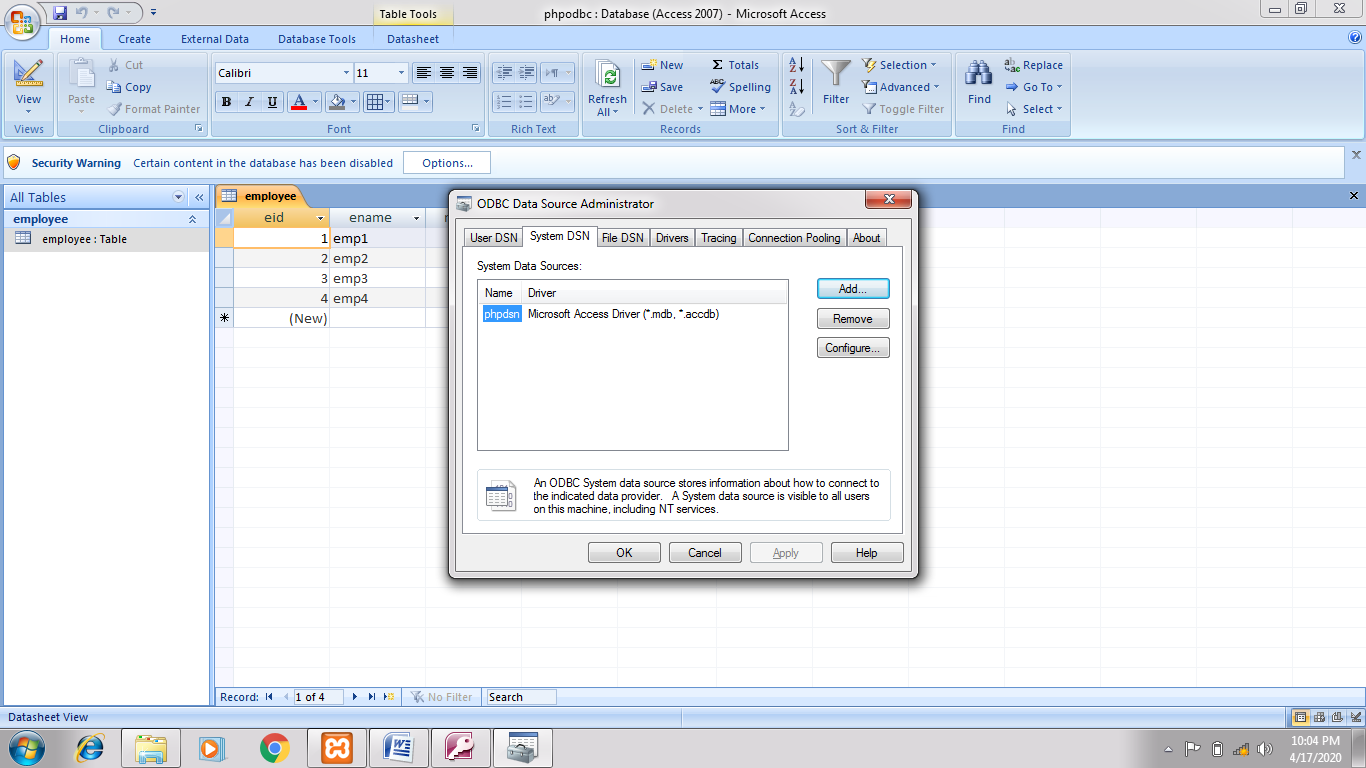 Table Tools
phpodbc : Database (Access 2007) - Microsoft Access
Home Create External Data Database Tools Datasheet
View
Views
Paste
Cut
Copy
Format Painter
Clipboard
Calibri 11
B I U A
Font
Rich Text
Refresh All
New
Save
Delete
Σ Totals
Spelling
More
Records
Filter
Selection
Advanced
Toggle Filter
Sort & Filter
Find
Replace
Go To
Select
Find
Security Warning Certain content in the database has been disabled Options...
All Tables
employee
employee : Table
employee
eid ename
1 emp1
2 emp2
3 emp3
4 emp4
* (New)
ODBC Data Source Administrator
User DSN System DSN File DSN Drivers Tracing Connection Pooling About
System Data Sources:
Name Driver
phpdsn Microsoft Access Driver (*.mdb, *.accdb)
Add...
Remove
Configure...
An ODBC System data source stores information about how to connect to
the indicated data provider. A System data source is visible to all users
on this machine, including NT services.
OK Cancel Apply Help
Record: 1 of 4 No Filter Search
Datasheet View
10:04 PM
4/17/2020